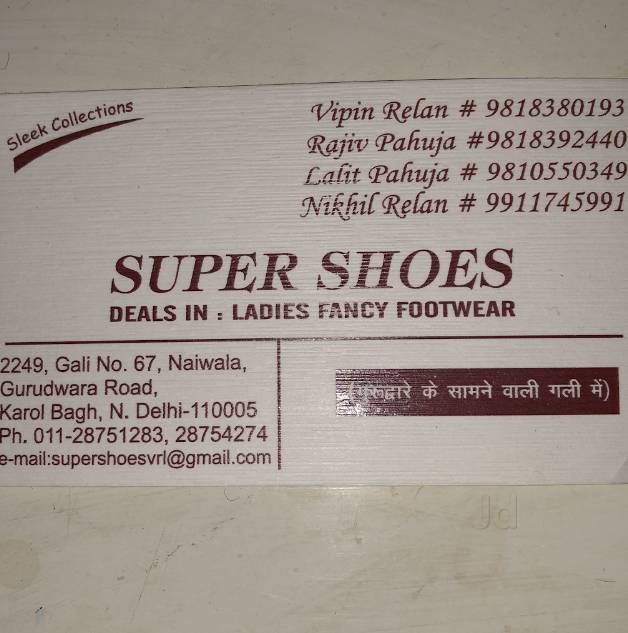 Sleek Collections
Vipin Relan # 9818380193
Rajiv Pahuja #9818392440
Lalit Pahuja # 9810550349
Nikhil Relan # 9911745991
SUPER SHOES
DEALS IN : LADIES FANCY FOOTWEAR
2249, Gali No. 67, Naiwala,
Gurudwara Road,
Karol Bagh, N. Delhi-110005
Ph. 011-28751283, 28754274
e-mail:supershoesvrl@gmail.com
(गुरूद्वारे के सामने वाली गली में)
Jd